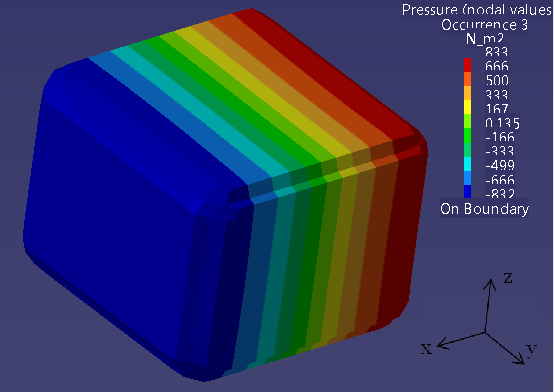 Pressure (nodal values
Occurrence 3
N_m2
833
666
500
333
167
0.135
-166
-333
-499
-666
-832
On Boundary
z
x
y